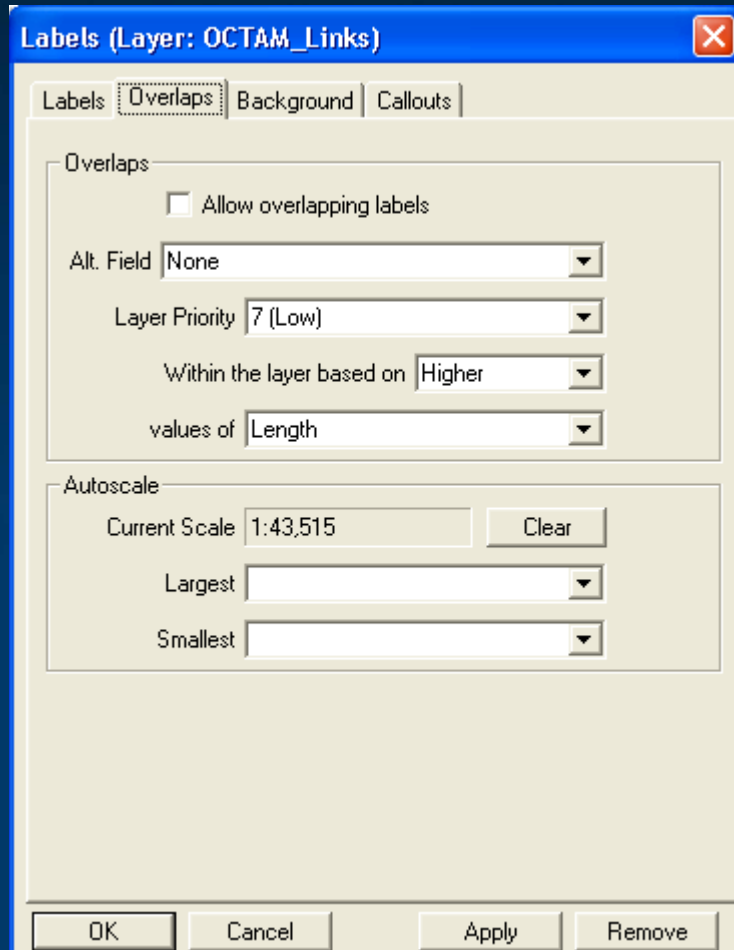 Labels (Layer: OCTAM_Links)
Labels Overlaps Background Callouts
Overlaps
Allow overlapping labels
Alt. Field None
Layer Priority 7 (Low)
Within the layer based on Higher
values of Length
Autoscale
Current Scale 1:43,515 Clear
Largest
Smallest
OK Cancel Apply Remove